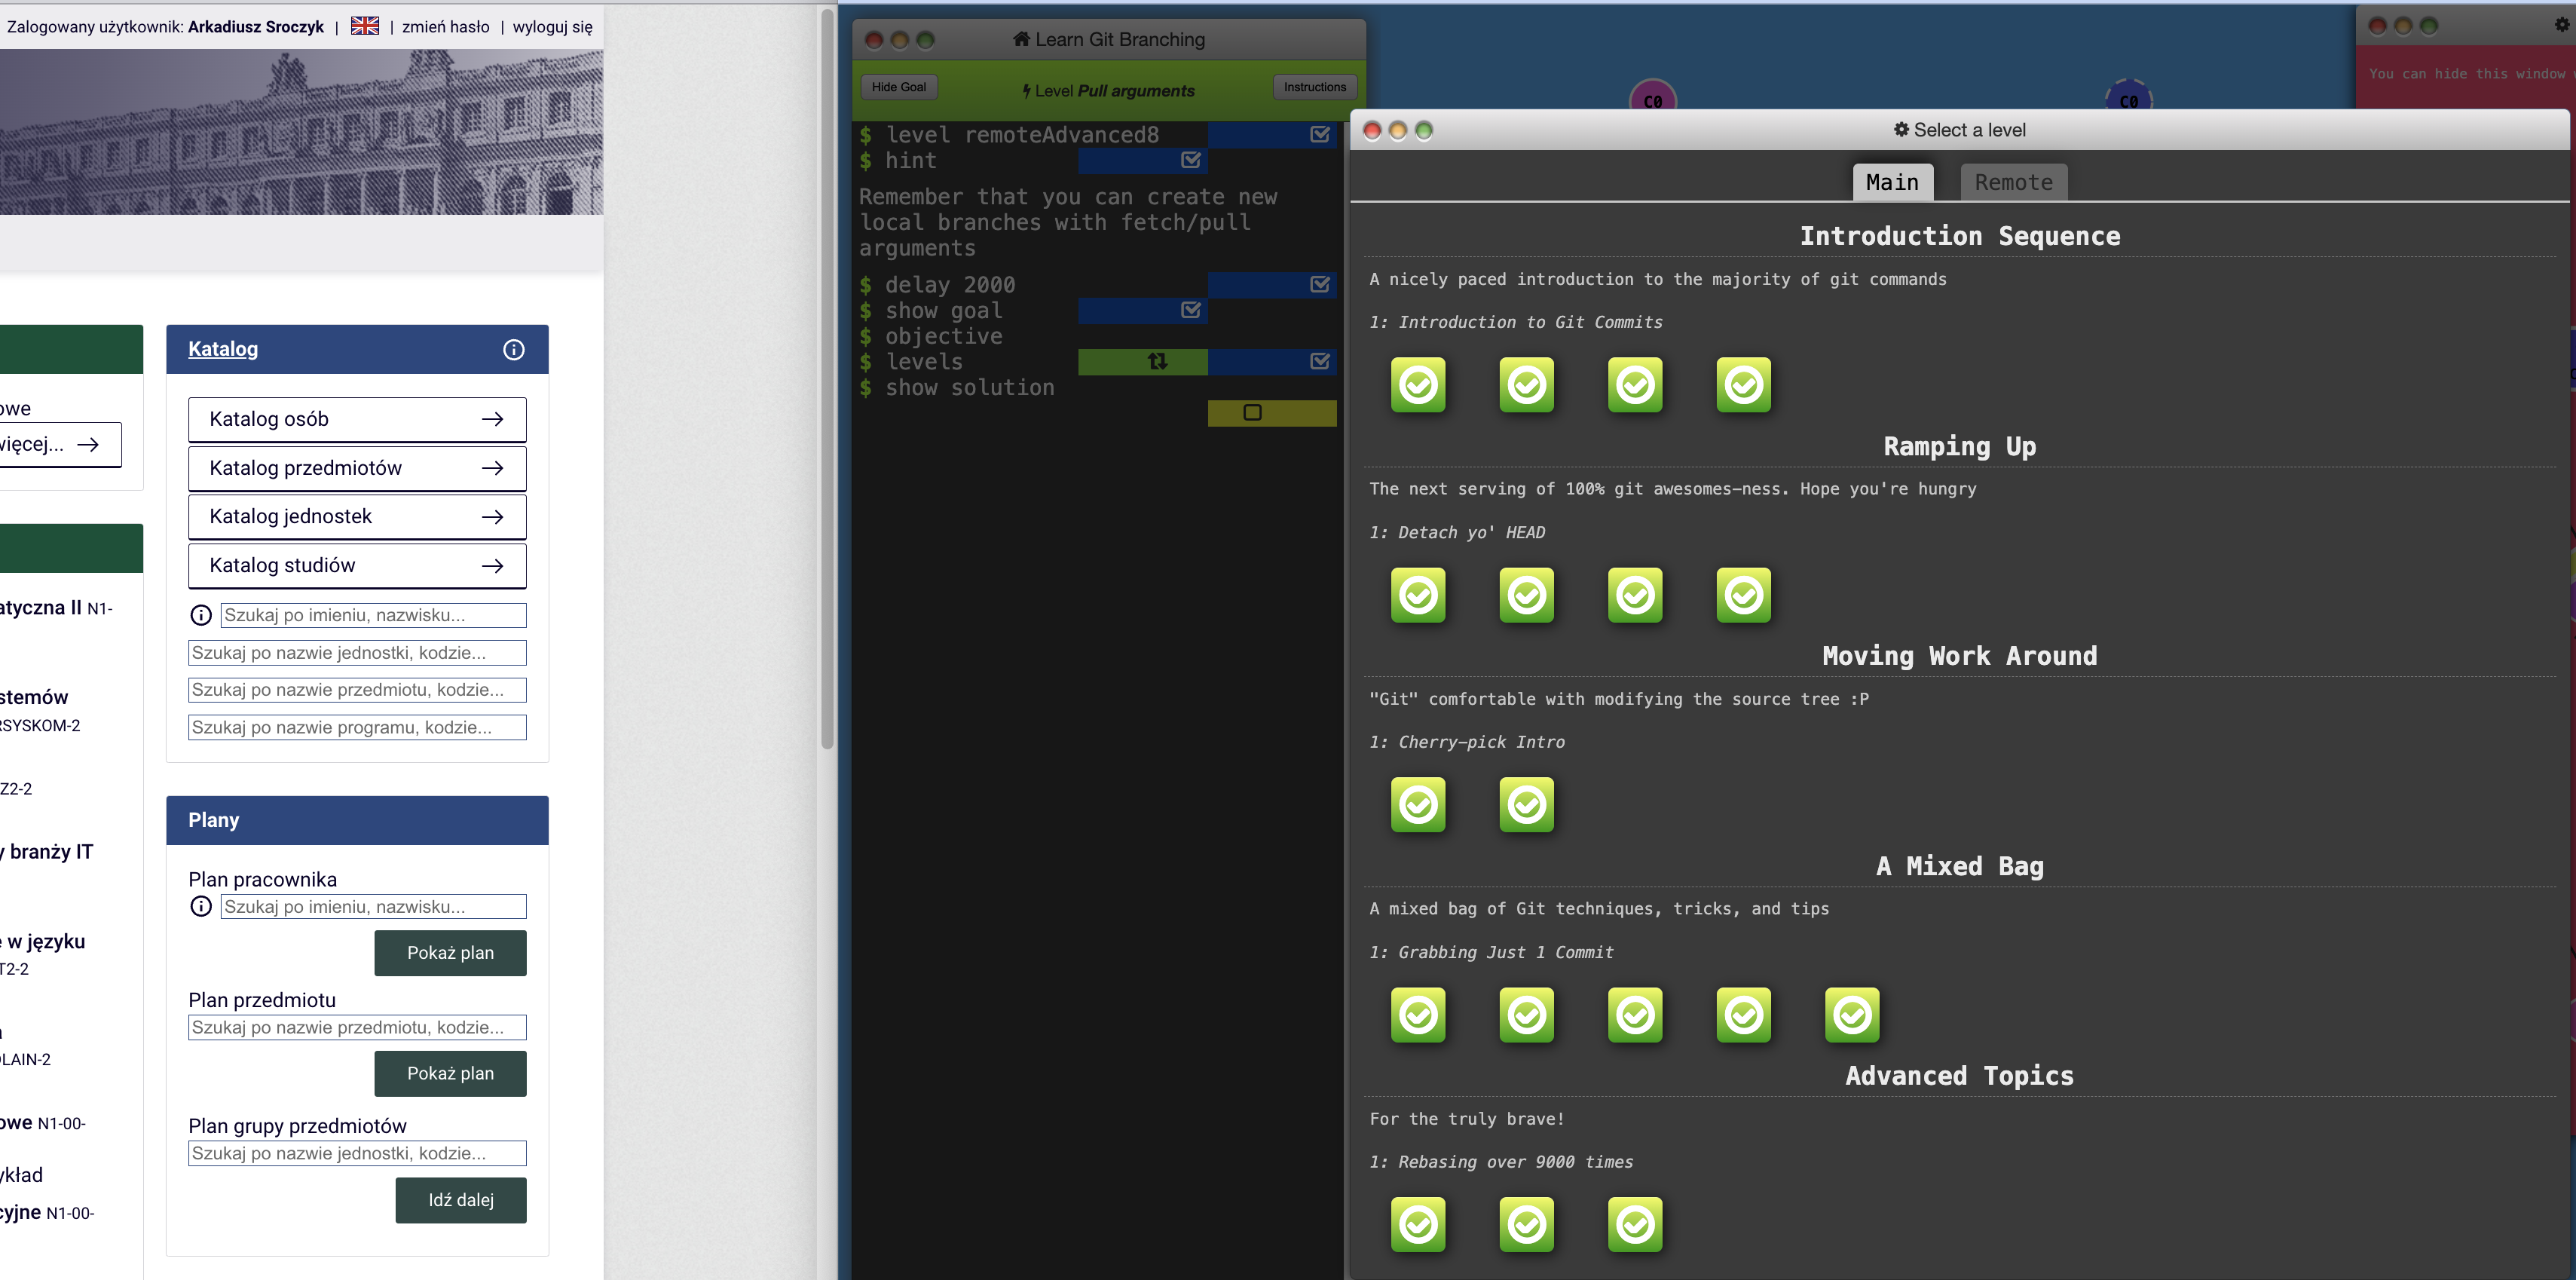 Zalogowany użytkownik: Arkadiusz Sroczyk | | zmień hasło | wyloguj się
owe
więcej...
atyczna II N1-
stemów
RSYSKOM-2
Z2-2
y branży IT
e w języku
T2-2
OLAIN-2
owe N1-00-
ykład
cyjne N1-00-
Katalog
Katalog osób
Katalog przedmiotów
Katalog jednostek
Katalog studiów
Szukaj po imieniu, nazwisku...
Szukaj po nazwie jednostki, kodzie...
Szukaj po nazwie przedmiotu, kodzie...
Szukaj po nazwie programu, kodzie...
Plany
Plan pracownika
Szukaj po imieniu, nazwisku...
Pokaż plan
Plan przedmiotu
Szukaj po nazwie przedmiotu, kodzie...
Pokaż plan
Plan grupy przedmiotów
Szukaj po nazwie jednostki, kodzie...
Idź dalej
Learn Git Branching
Hide Goal
Level Pull arguments
Instructions
$ level remoteAdvanced8
$ hint
Remember that you can create new
local branches with fetch/pull
arguments
$ delay 2000
$ show goal
$ objective
$ levels
$ show solution
C0
C0
You can hide this window
Select a level
Main
Remote
Introduction Sequence
A nicely paced introduction to the majority of git commands
1: Introduction to Git Commits
Ramping Up
The next serving of 100% git awesomes-ness. Hope you're hungry
1: Detach yo' HEAD
Moving Work Around
"Git" comfortable with modifying the source tree :P
1: Cherry-pick Intro
A Mixed Bag
A mixed bag of Git techniques, tricks, and tips
1: Grabbing Just 1 Commit
Advanced Topics
For the truly brave!
1: Rebasing over 9000 times